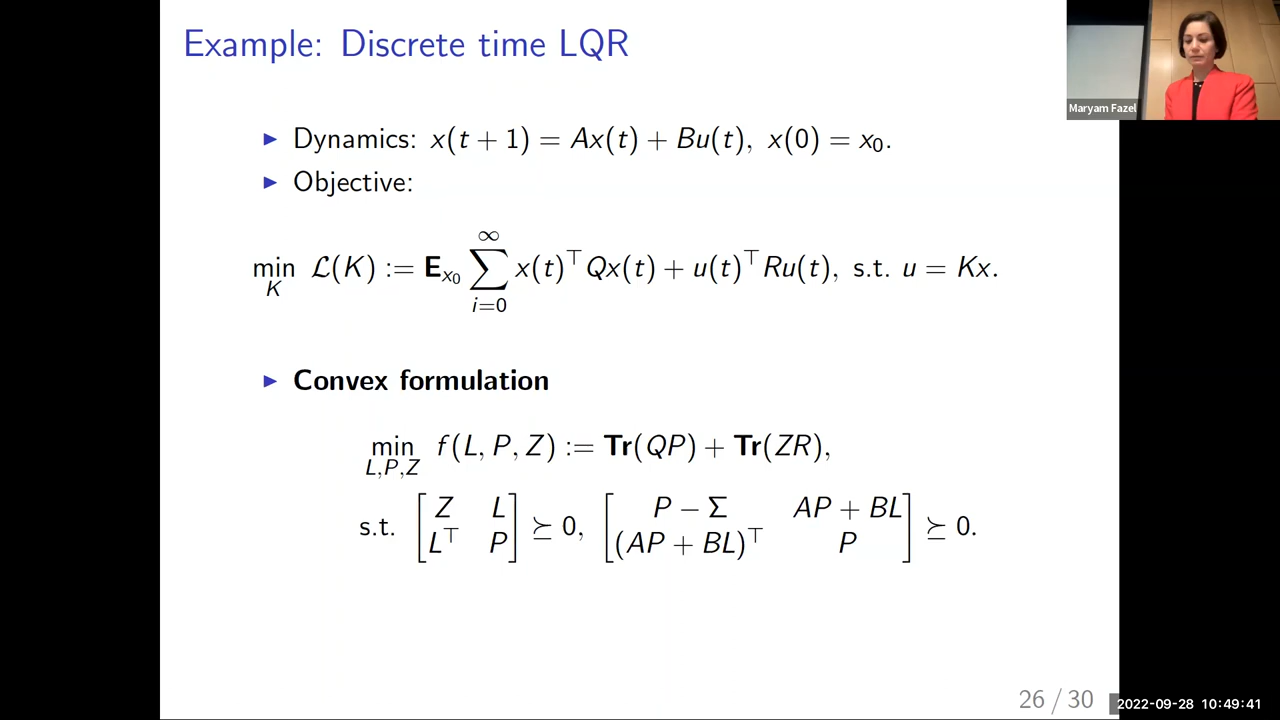 Example: Discrete time LQR
Maryam Fazel
▶ Dynamics: x(t + 1) = Ax(t) + Bu(t), x(0) = x₀.
▶ Objective:
min_K ℒ(K) := E_{x₀} ∑_{i=0}^{∞} x(t)^⊤Qx(t) + u(t)^⊤Ru(t), s.t. u = Kx.
▶ Convex formulation
min_{L,P,Z} f(L, P, Z) := Tr(QP) + Tr(ZR),
s.t. [Z L; L^⊤ P] ⪰ 0, [P − Σ AP + BL; (AP + BL)^⊤ P] ⪰ 0.
26 / 30
2022-09-28 10:49:41